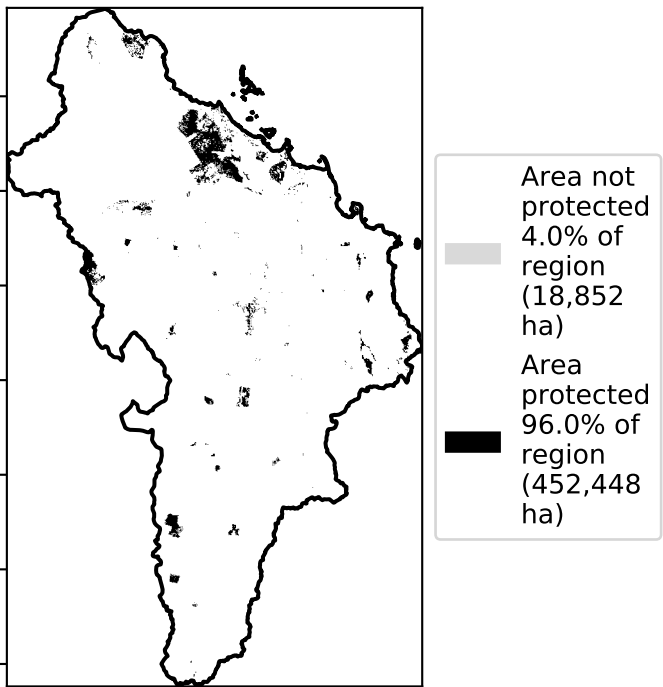 Area not
protected
4.0% of
region
(18,852
ha)
Area
protected
96.0% of
region
(452,448
ha)